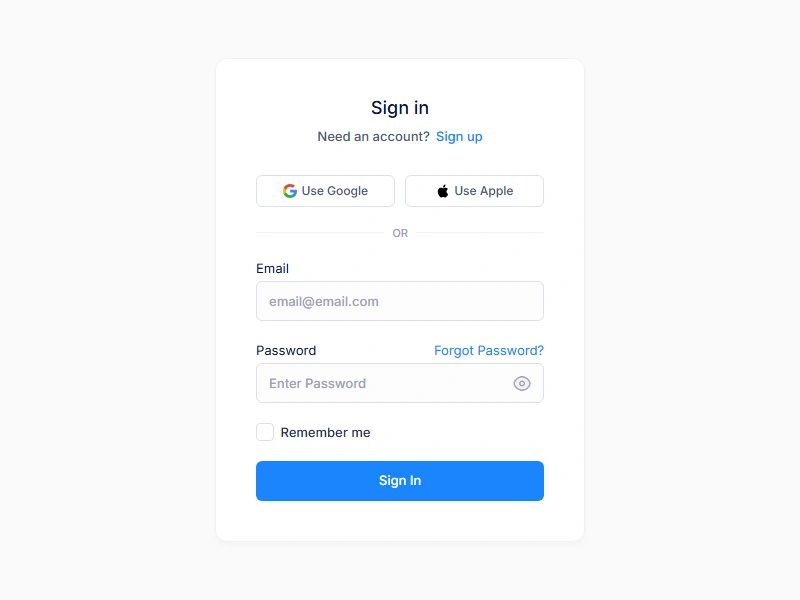 Sign in
Need an account? Sign up
Use Google
Use Apple
OR
Email
email@email.com
Password
Forgot Password?
Enter Password
Remember me
Sign In